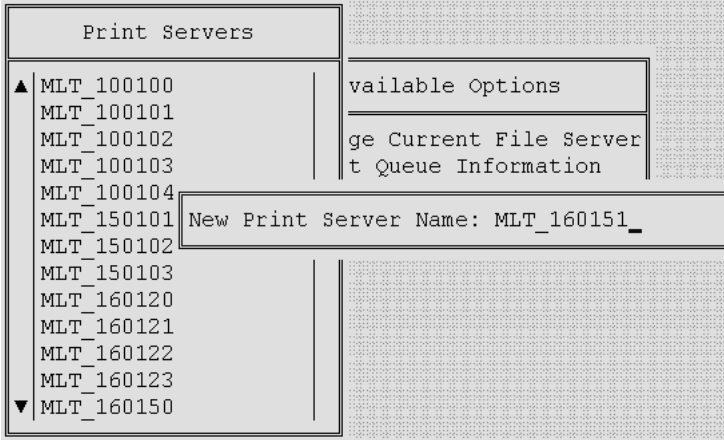 Print Servers
MLT_100100
MLT_100101
MLT_100102
MLT_100103
MLT_100104
MLT_150101
MLT_150102
MLT_150103
MLT_160120
MLT_160121
MLT_160122
MLT_160123
MLT_160150
vailable Options
ge Current File Server
t Queue Information
New Print Server Name: MLT_160151_